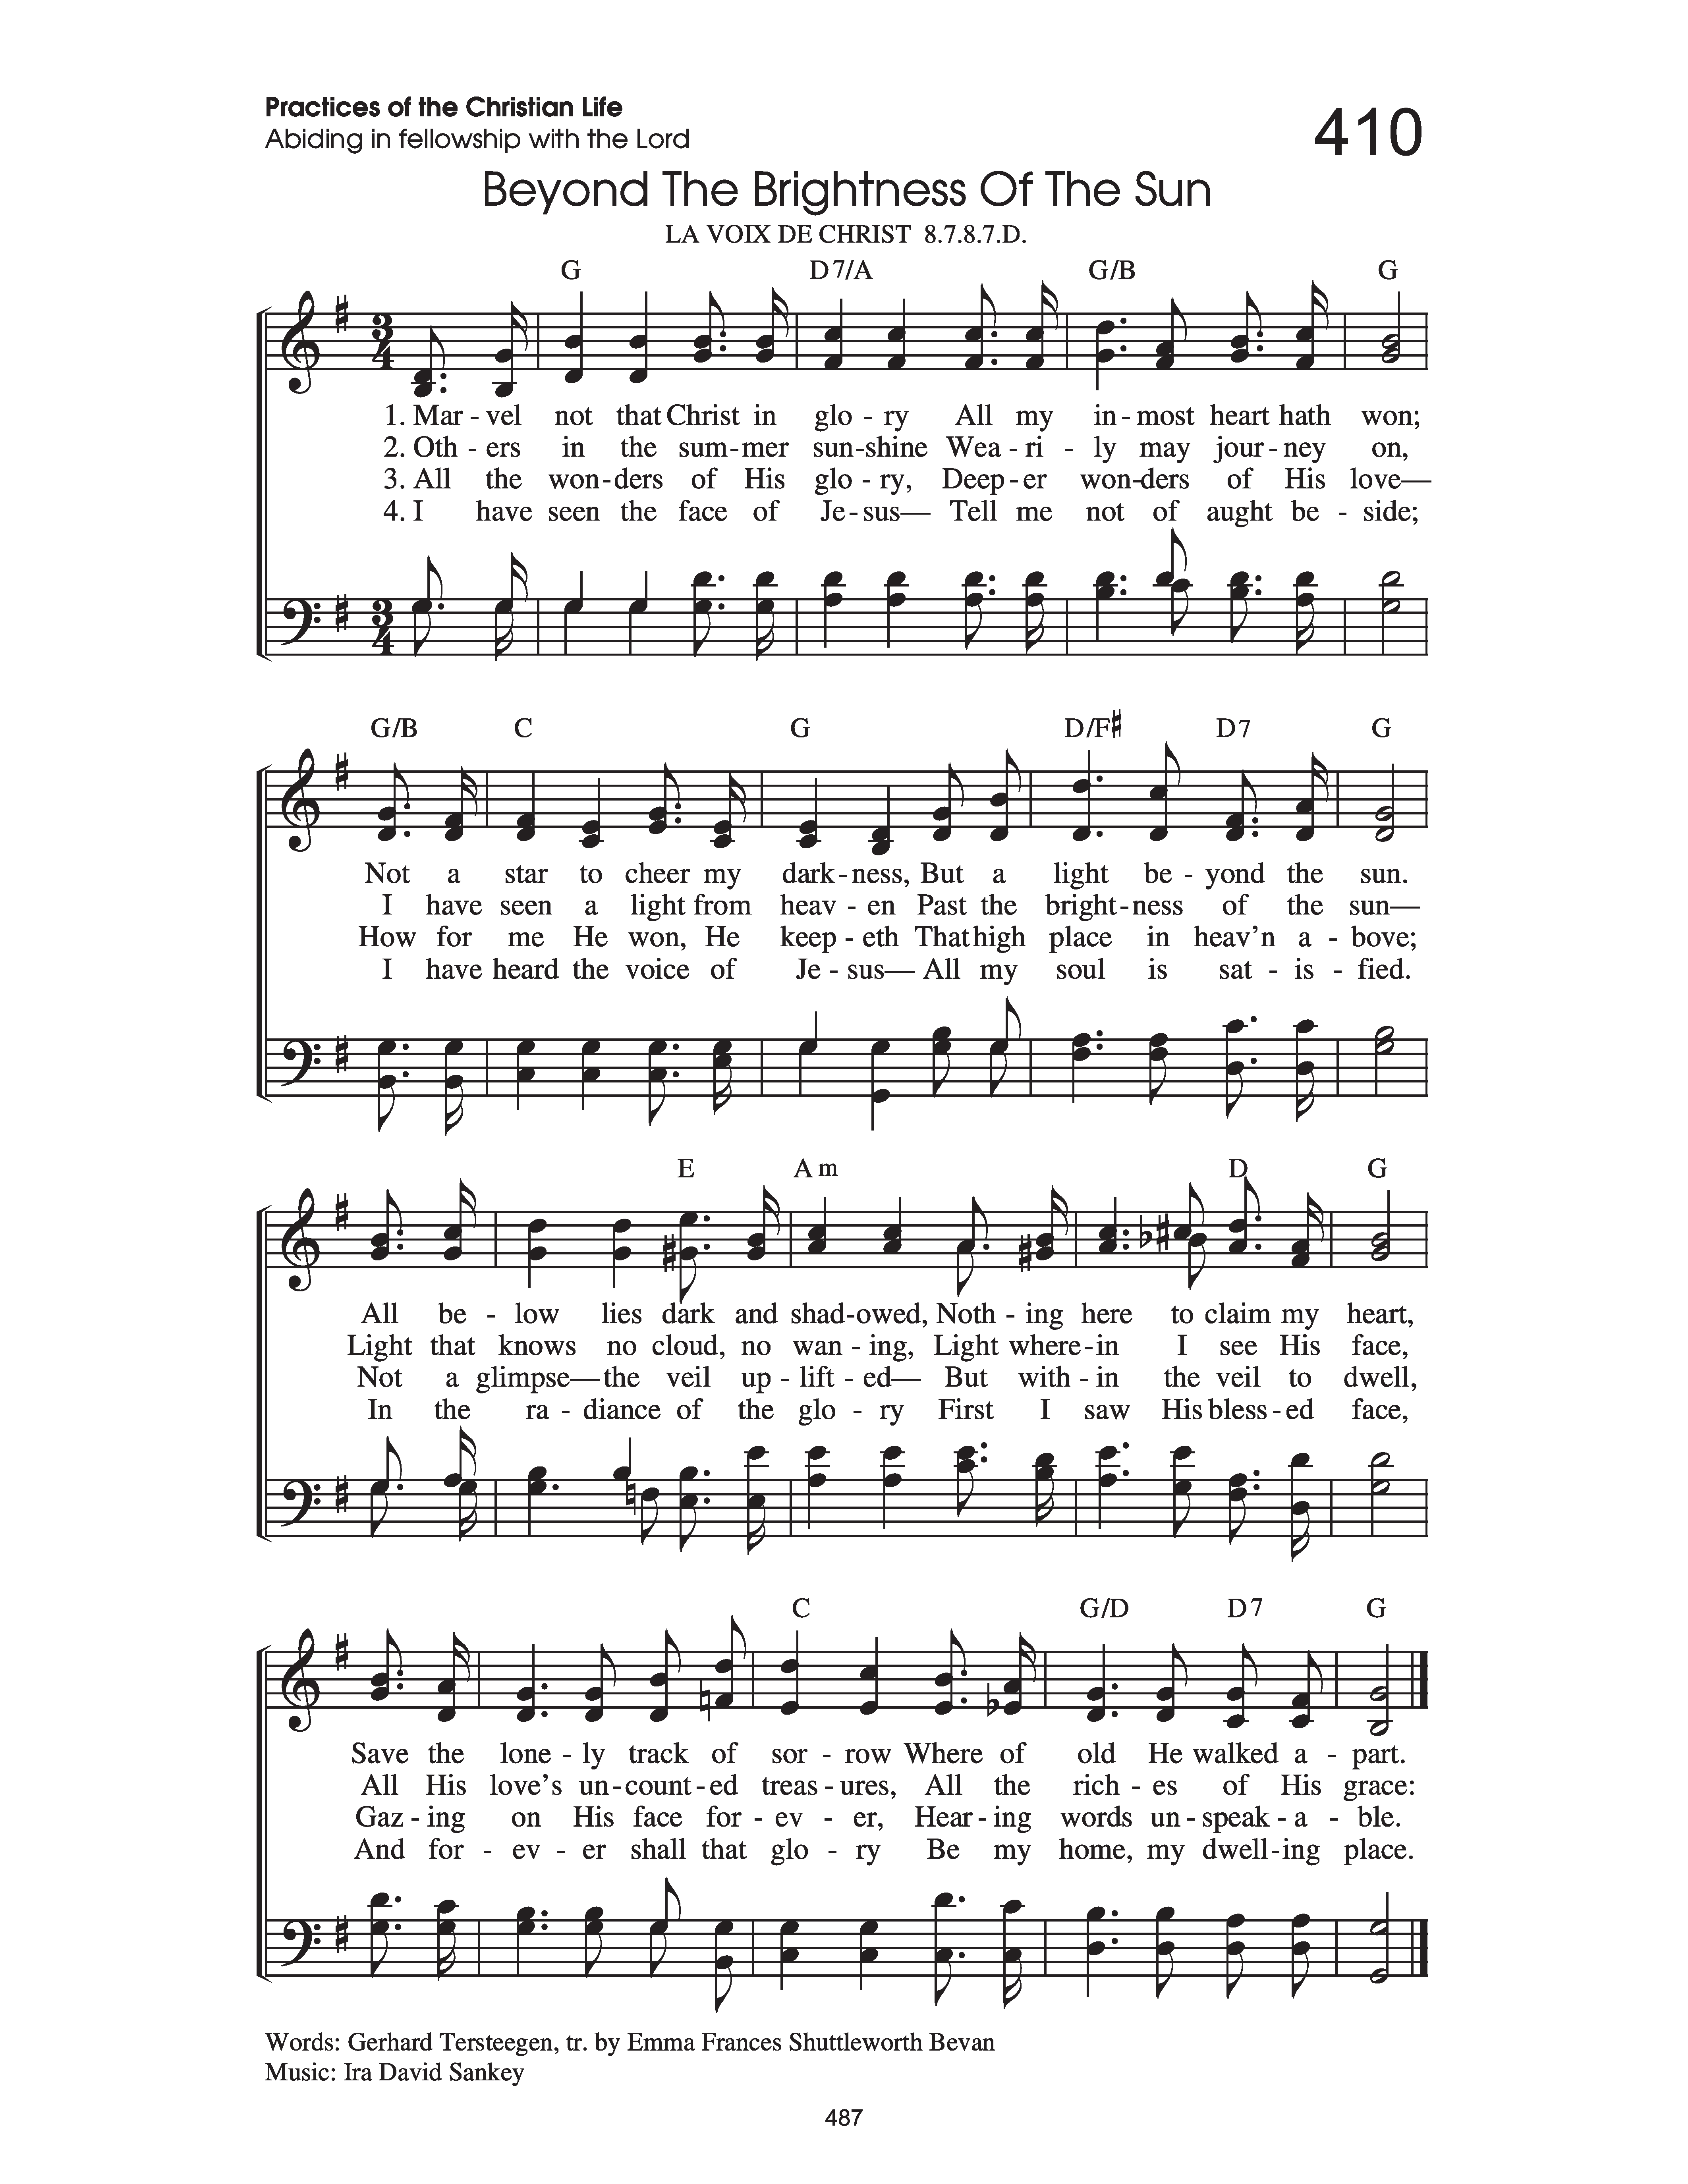 Practices of the Christian Life
Abiding in fellowship with the Lord
410
Beyond The Brightness Of The Sun
LA VOIX DE CHRIST 8.7.8.7.D.
G D7/A G/B G
3/4
1. Mar - vel not that Christ in glo - ry All my in - most heart hath won;
2. Oth - ers in the sum - mer sun - shine Wea - ri - ly may jour - ney on,
3. All the won - ders of His glo - ry, Deep - er won - ders of His love—
4. I have seen the face of Je - sus— Tell me not of aught be - side;
3/4
G/B C G D/F♯ D7 G
Not a star to cheer my dark - ness, But a light be - yond the sun.
I have seen a light from heav - en Past the bright - ness of the sun—
How for me He won, He keep - eth That high place in heav'n a - bove;
I have heard the voice of Je - sus— All my soul is sat - is - fied.
E Am D G
All be - low lies dark and shad - owed, Noth - ing here to claim my heart,
Light that knows no cloud, no wan - ing, Light where - in I see His face,
Not a glimpse—the veil up - lift - ed— But with - in the veil to dwell,
In the ra - diance of the glo - ry First I saw His bless - ed face,
C G/D D7 G
Save the lone - ly track of sor - row Where of old He walked a - part.
All His love's un - count - ed treas - ures, All the rich - es of His grace:
Gaz - ing on His face for - ev - er, Hear - ing words un - speak - a - ble.
And for - ev - er shall that glo - ry Be my home, my dwell - ing place.
Words: Gerhard Tersteegen, tr. by Emma Frances Shuttleworth Bevan
Music: Ira David Sankey
487